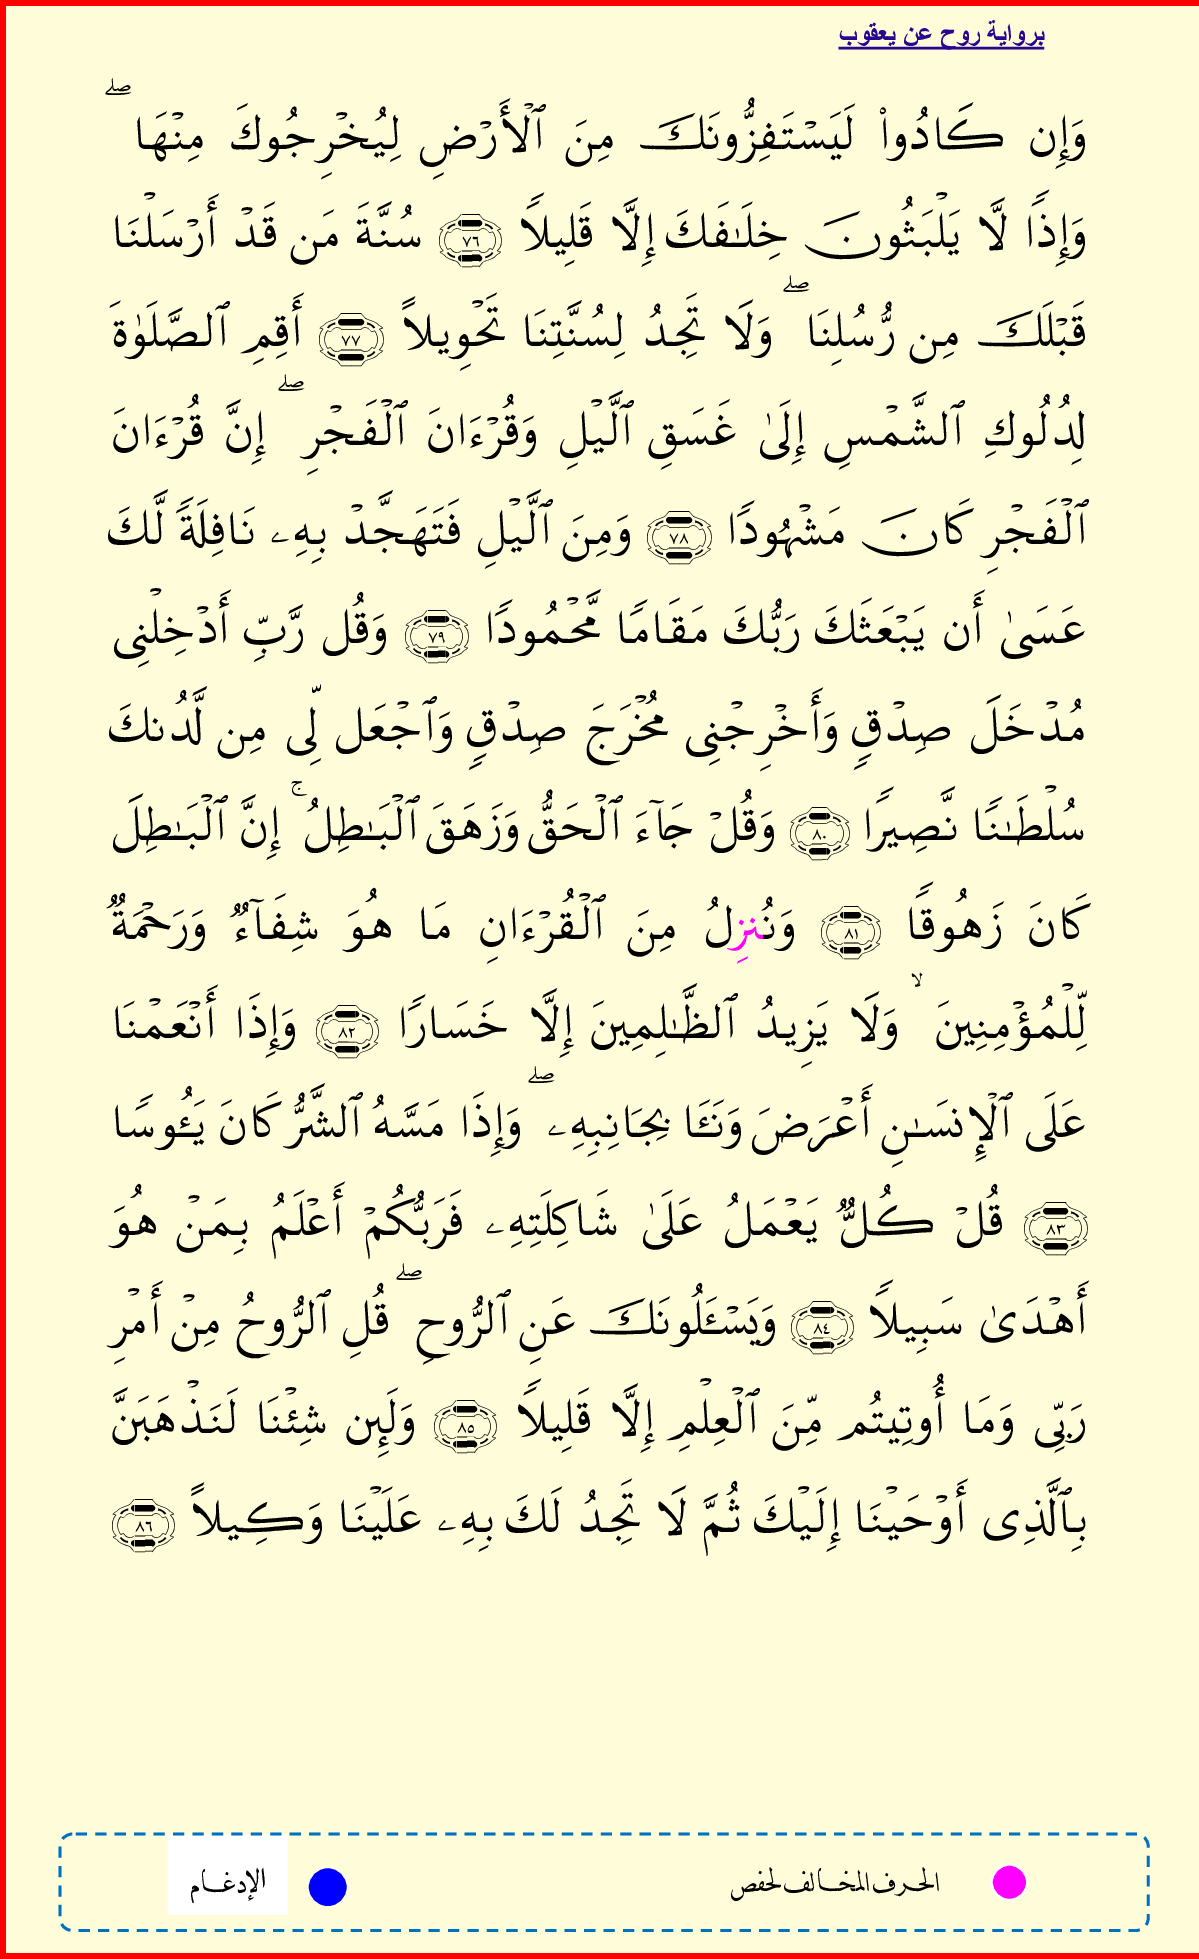 برواية روح عن يعقوب
وَإِن كَادُوا۟ لَيَسْتَفِزُّونَكَ مِنَ ٱلْأَرْضِ لِيُخْرِجُوكَ مِنْهَا ۖ
وَإِذًا لَّا يَلْبَثُونَ خِلَـٰفَكَ إِلَّا قَلِيلًا ٧٦ سُنَّةَ مَن قَدْ أَرْسَلْنَا
قَبْلَكَ مِن رُّسُلِنَا ۖ وَلَا تَجِدُ لِسُنَّتِنَا تَحْوِيلًا ٧٧ أَقِمِ ٱلصَّلَوٰةَ
لِدُلُوكِ ٱلشَّمْسِ إِلَىٰ غَسَقِ ٱلَّيْلِ وَقُرْءَانَ ٱلْفَجْرِ ۖ إِنَّ قُرْءَانَ
ٱلْفَجْرِ كَانَ مَشْهُودًا ٧٨ وَمِنَ ٱلَّيْلِ فَتَهَجَّدْ بِهِۦ نَافِلَةً لَّكَ
عَسَىٰ أَن يَبْعَثَكَ رَبُّكَ مَقَامًا مَّحْمُودًا ٧٩ وَقُل رَّبِّ أَدْخِلْنِى
مُدْخَلَ صِدْقٍ وَأَخْرِجْنِى مُخْرَجَ صِدْقٍ وَٱجْعَل لِّى مِن لَّدُنكَ
سُلْطَـٰنًا نَّصِيرًا ٨٠ وَقُلْ جَآءَ ٱلْحَقُّ وَزَهَقَ ٱلْبَـٰطِلُ ۚ إِنَّ ٱلْبَـٰطِلَ
كَانَ زَهُوقًا ٨١ وَنُنزِلُ مِنَ ٱلْقُرْءَانِ مَا هُوَ شِفَآءٌ وَرَحْمَةٌ
لِّلْمُؤْمِنِينَ ۙ وَلَا يَزِيدُ ٱلظَّـٰلِمِينَ إِلَّا خَسَارًا ٨٢ وَإِذَا أَنْعَمْنَا
عَلَى ٱلْإِنسَـٰنِ أَعْرَضَ وَنَـَٔا بِجَانِبِهِۦ ۖ وَإِذَا مَسَّهُ ٱلشَّرُّ كَانَ يَـُٔوسًا
٨٣ قُلْ كُلٌّ يَعْمَلُ عَلَىٰ شَاكِلَتِهِۦ فَرَبُّكُمْ أَعْلَمُ بِمَنْ هُوَ
أَهْدَىٰ سَبِيلًا ٨٤ وَيَسْـَٔلُونَكَ عَنِ ٱلرُّوحِ ۖ قُلِ ٱلرُّوحُ مِنْ أَمْرِ
رَبِّى وَمَا أُوتِيتُم مِّنَ ٱلْعِلْمِ إِلَّا قَلِيلًا ٨٥ وَلَئِن شِئْنَا لَنَذْهَبَنَّ
بِٱلَّذِى أَوْحَيْنَا إِلَيْكَ ثُمَّ لَا تَجِدُ لَكَ بِهِۦ عَلَيْنَا وَكِيلًا ٨٦
الحرف المخالف لحفص
الإدغام